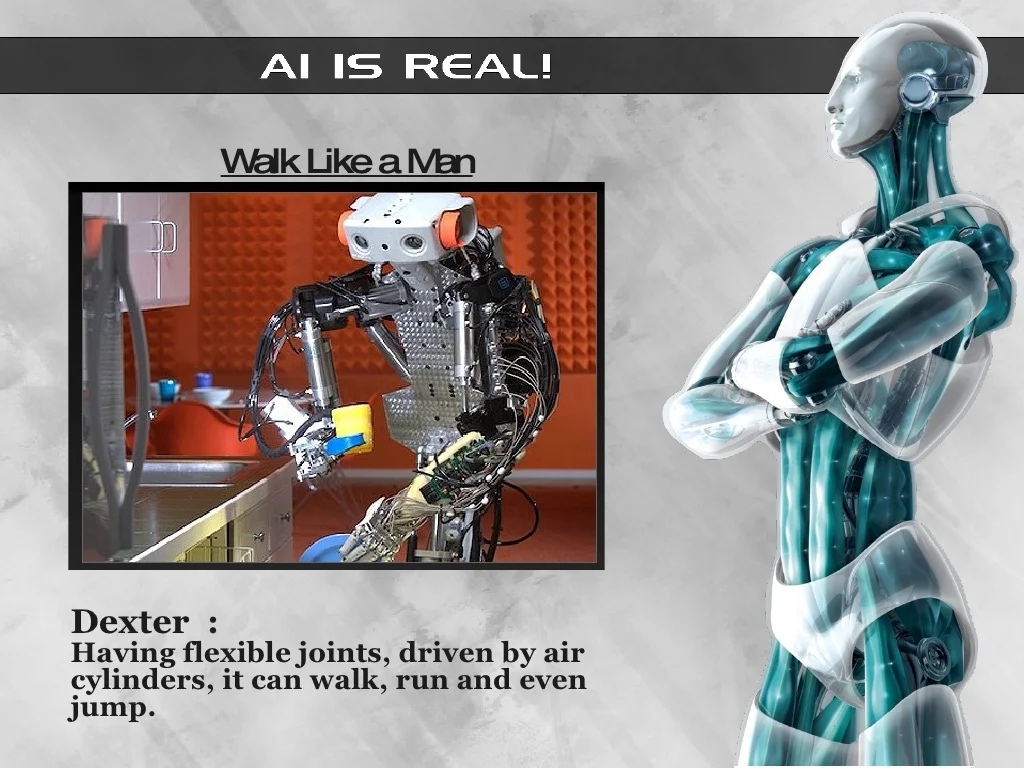 AI IS REAL!
Walk Like a Man
Dexter :
Having flexible joints, driven by air
cylinders, it can walk, run and even
jump.